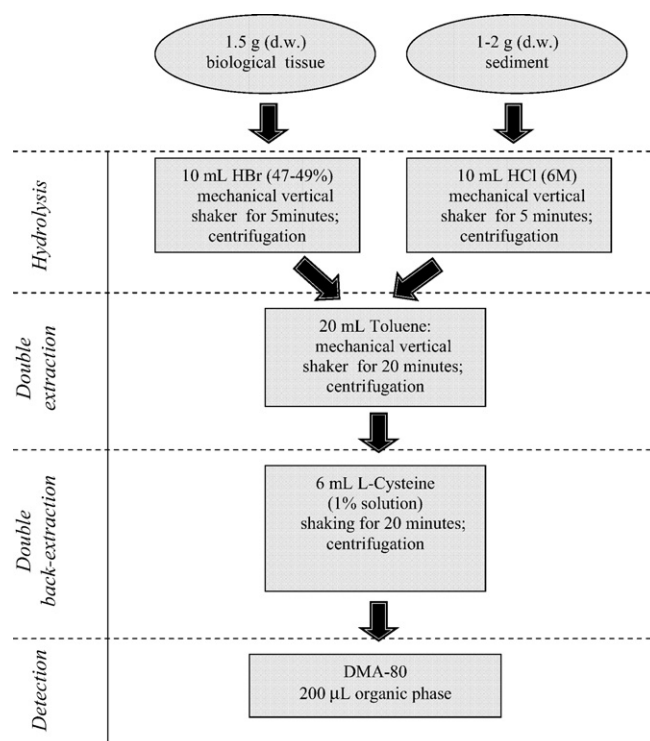 1.5 g (d.w.)
biological tissue
1-2 g (d.w.)
sediment
Hydrolysis
10 mL HBr (47-49%)
mechanical vertical
shaker for 5minutes;
centrifugation
10 mL HCl (6M)
mechanical vertical
shaker for 5 minutes;
centrifugation
Double
extraction
20 mL Toluene:
mechanical vertical
shaker for 20 minutes;
centrifugation
Double
back-extraction
6 mL L-Cysteine
(1% solution)
shaking for 20 minutes;
centrifugation
Detection
DMA-80
200 μL organic phase